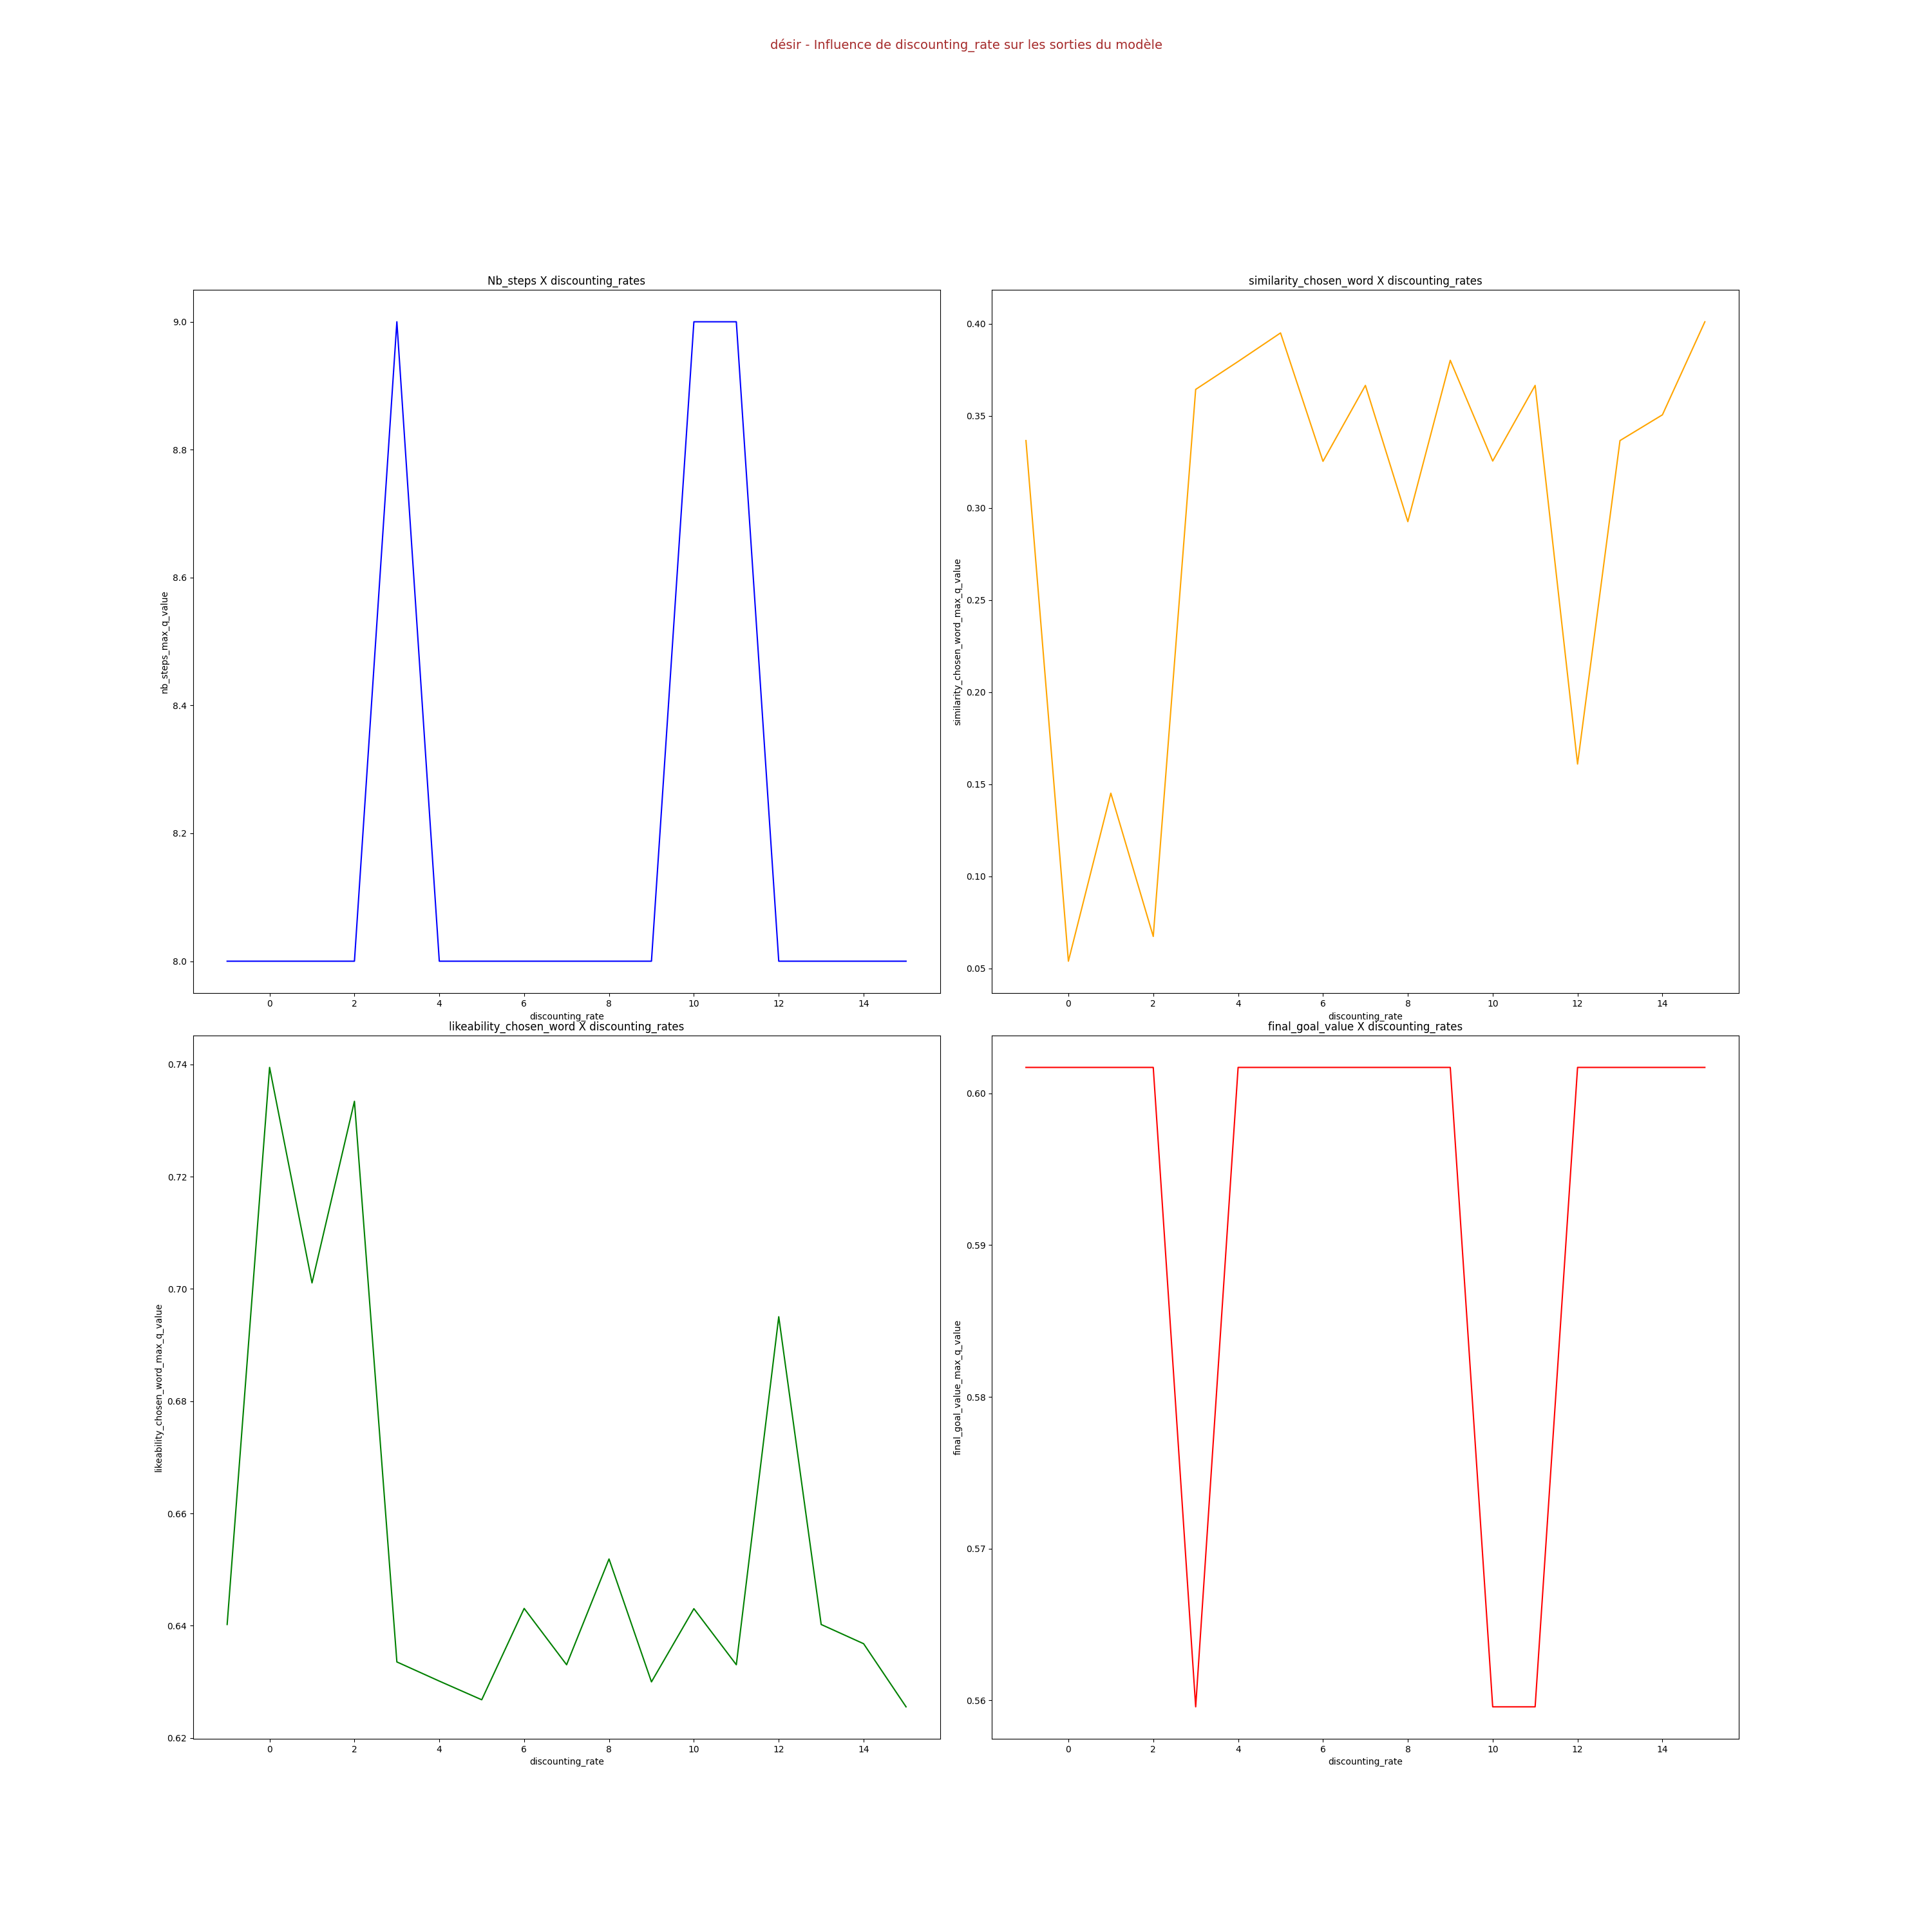 désir - Influence de discounting_rate sur les sorties du modèle
Nb_steps X discounting_rates
nb_steps_max_q_value
9.0
8.8
8.6
8.4
8.2
8.0
0 2 4 6 8 10 12 14
discounting_rate
similarity_chosen_word X discounting_rates
similarity_chosen_word_max_q_value
0.40
0.35
0.30
0.25
0.20
0.15
0.10
0.05
0 2 4 6 8 10 12 14
discounting_rate
likeability_chosen_word X discounting_rates
likeability_chosen_word_max_q_value
0.74
0.72
0.70
0.68
0.66
0.64
0.62
0 2 4 6 8 10 12 14
discounting_rate
final_goal_value X discounting_rates
final_goal_value_max_q_value
0.60
0.59
0.58
0.57
0.56
0 2 4 6 8 10 12 14
discounting_rate